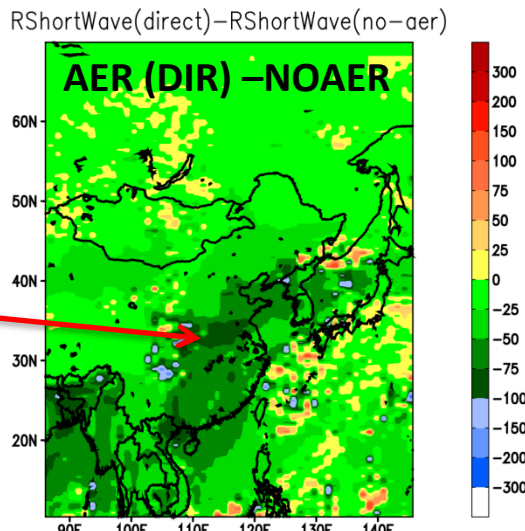 RShortWave(direct)-RShortWave(no-aer)
AER (DIR) –NOAER
60N
50N
40N
30N
20N
90E
100E
110E
120E
130E
140E
300
200
150
100
75
50
25
0
−25
−50
−75
−100
−150
−200
−300